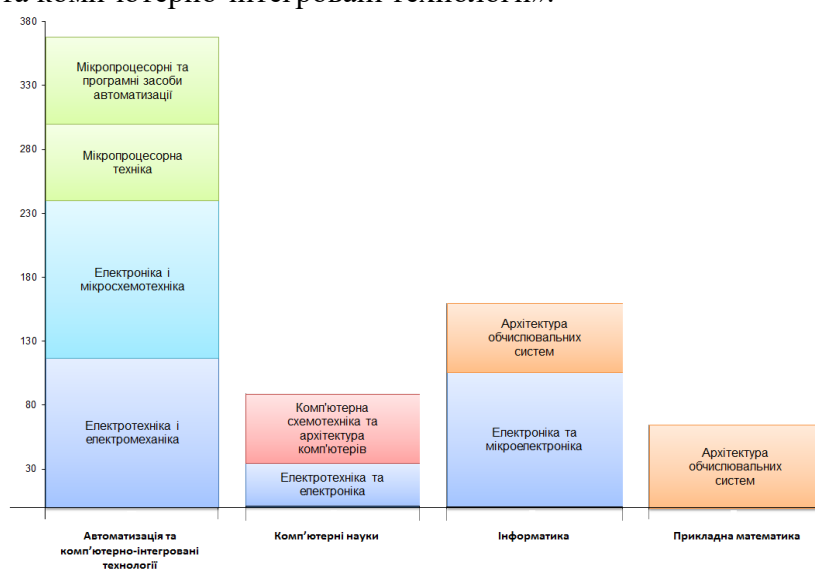 та комп'ютерно-інтегровані технології».
380
330
280
230
180
130
80
30
Мікропроцесорні та
програмні засоби
автоматизації
Мікропроцесорна
техніка
Електроніка і
мікросхемотехніка
Електротехніка і
електромеханіка
Комп'ютерна
схемотехніка та
архітектура
комп'ютерів
Електротехніка та
електроніка
Архітектура
обчислювальних
систем
Електроніка та
мікроелектроніка
Архітектура
обчислювальних
систем
Автоматизація та
комп'ютерно-інтегровані
технології
Комп'ютерні науки
Інформатика
Прикладна математика